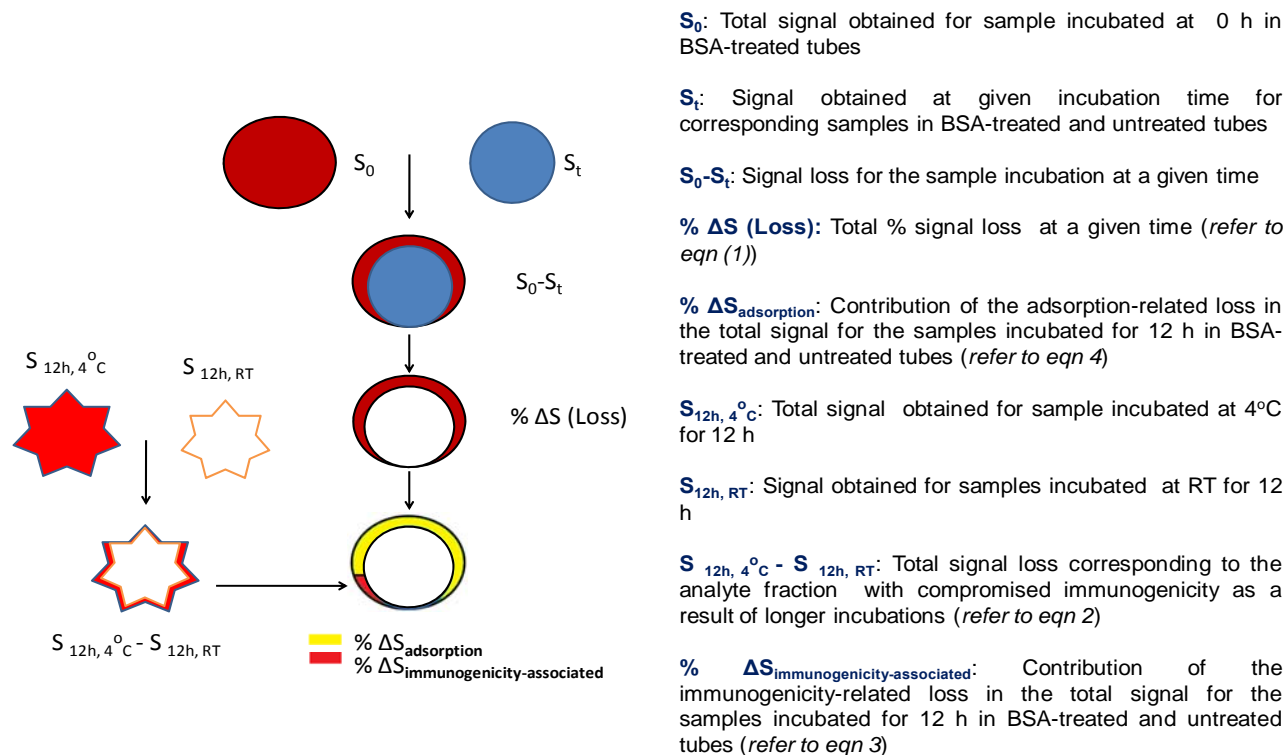 S0
St
S0-St
% ΔS (Loss)
S 12h, 4oC
S 12h, RT
S 12h, 4oC - S 12h, RT
% ΔSadsorption
% ΔSimmunogenicity-associated
S0: Total signal obtained for sample incubated at 0 h in
BSA-treated tubes
St: Signal obtained at given incubation time for
corresponding samples in BSA-treated and untreated tubes
S0-St: Signal loss for the sample incubation at a given time
% ΔS (Loss): Total % signal loss at a given time (refer to
eqn (1))
% ΔSadsorption: Contribution of the adsorption-related loss in
the total signal for the samples incubated for 12 h in BSA-
treated and untreated tubes (refer to eqn 4)
S12h, 4oC: Total signal obtained for sample incubated at 4oC
for 12 h
S12h, RT: Signal obtained for samples incubated at RT for 12
h
S 12h, 4oC - S 12h, RT: Total signal loss corresponding to the
analyte fraction with compromised immunogenicity as a
result of longer incubations (refer to eqn 2)
% ΔSimmunogenicity-associated: Contribution of the
immunogenicity-related loss in the total signal for the
samples incubated for 12 h in BSA-treated and untreated
tubes (refer to eqn 3)